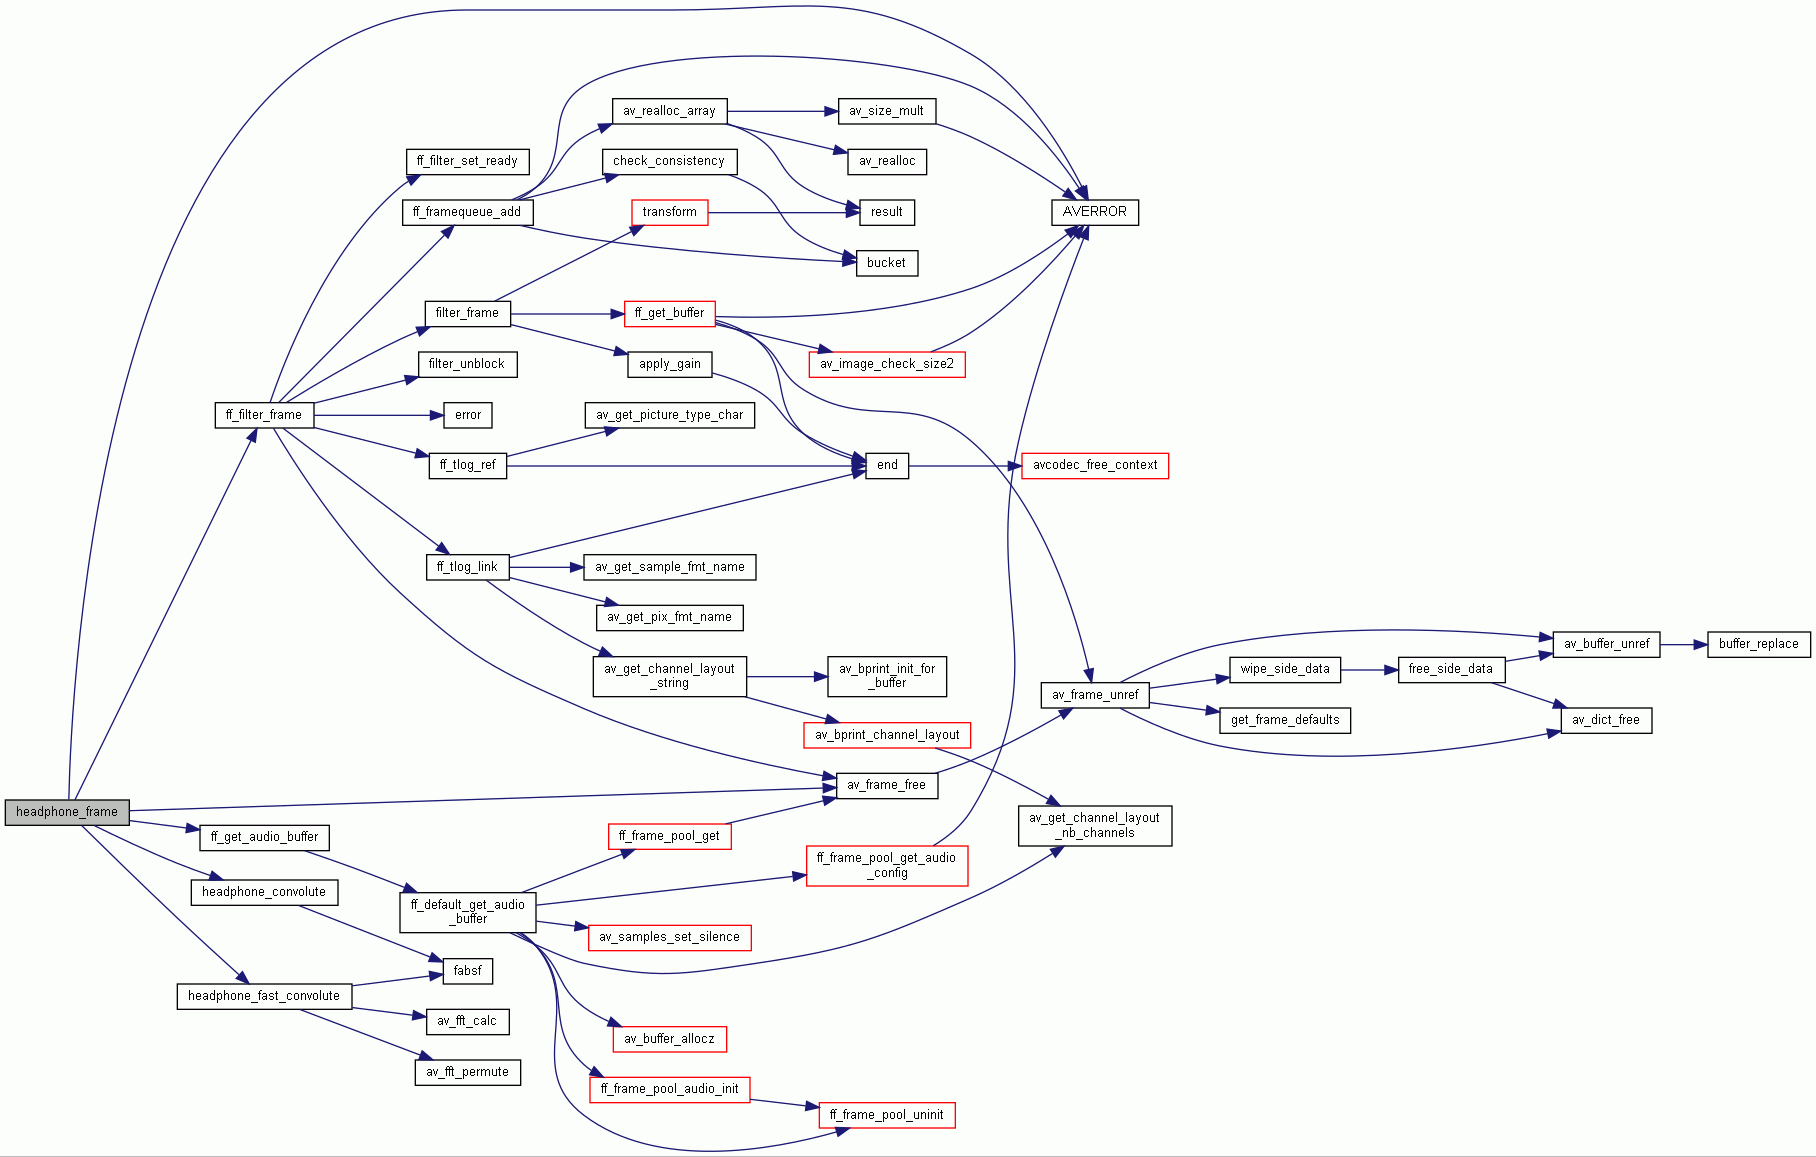 av_realloc_array
av_size_mult
ff_filter_set_ready
check_consistency
av_realloc
ff_framequeue_add
transform
result
AVERROR
bucket
filter_frame
ff_get_buffer
filter_unblock
apply_gain
av_image_check_size2
ff_filter_frame
error
av_get_picture_type_char
ff_tlog_ref
end
avcodec_free_context
ff_tlog_link
av_get_sample_fmt_name
av_get_pix_fmt_name
av_get_channel_layout
_string
av_bprint_init_for
_buffer
av_buffer_unref
buffer_replace
wipe_side_data
free_side_data
av_frame_unref
get_frame_defaults
av_dict_free
av_bprint_channel_layout
av_frame_free
headphone_frame
ff_get_audio_buffer
ff_frame_pool_get
av_get_channel_layout
_nb_channels
ff_frame_pool_get_audio
_config
headphone_convolute
ff_default_get_audio
_buffer
av_samples_set_silence
fabsf
headphone_fast_convolute
av_fft_calc
av_buffer_allocz
av_fft_permute
ff_frame_pool_audio_init
ff_frame_pool_uninit